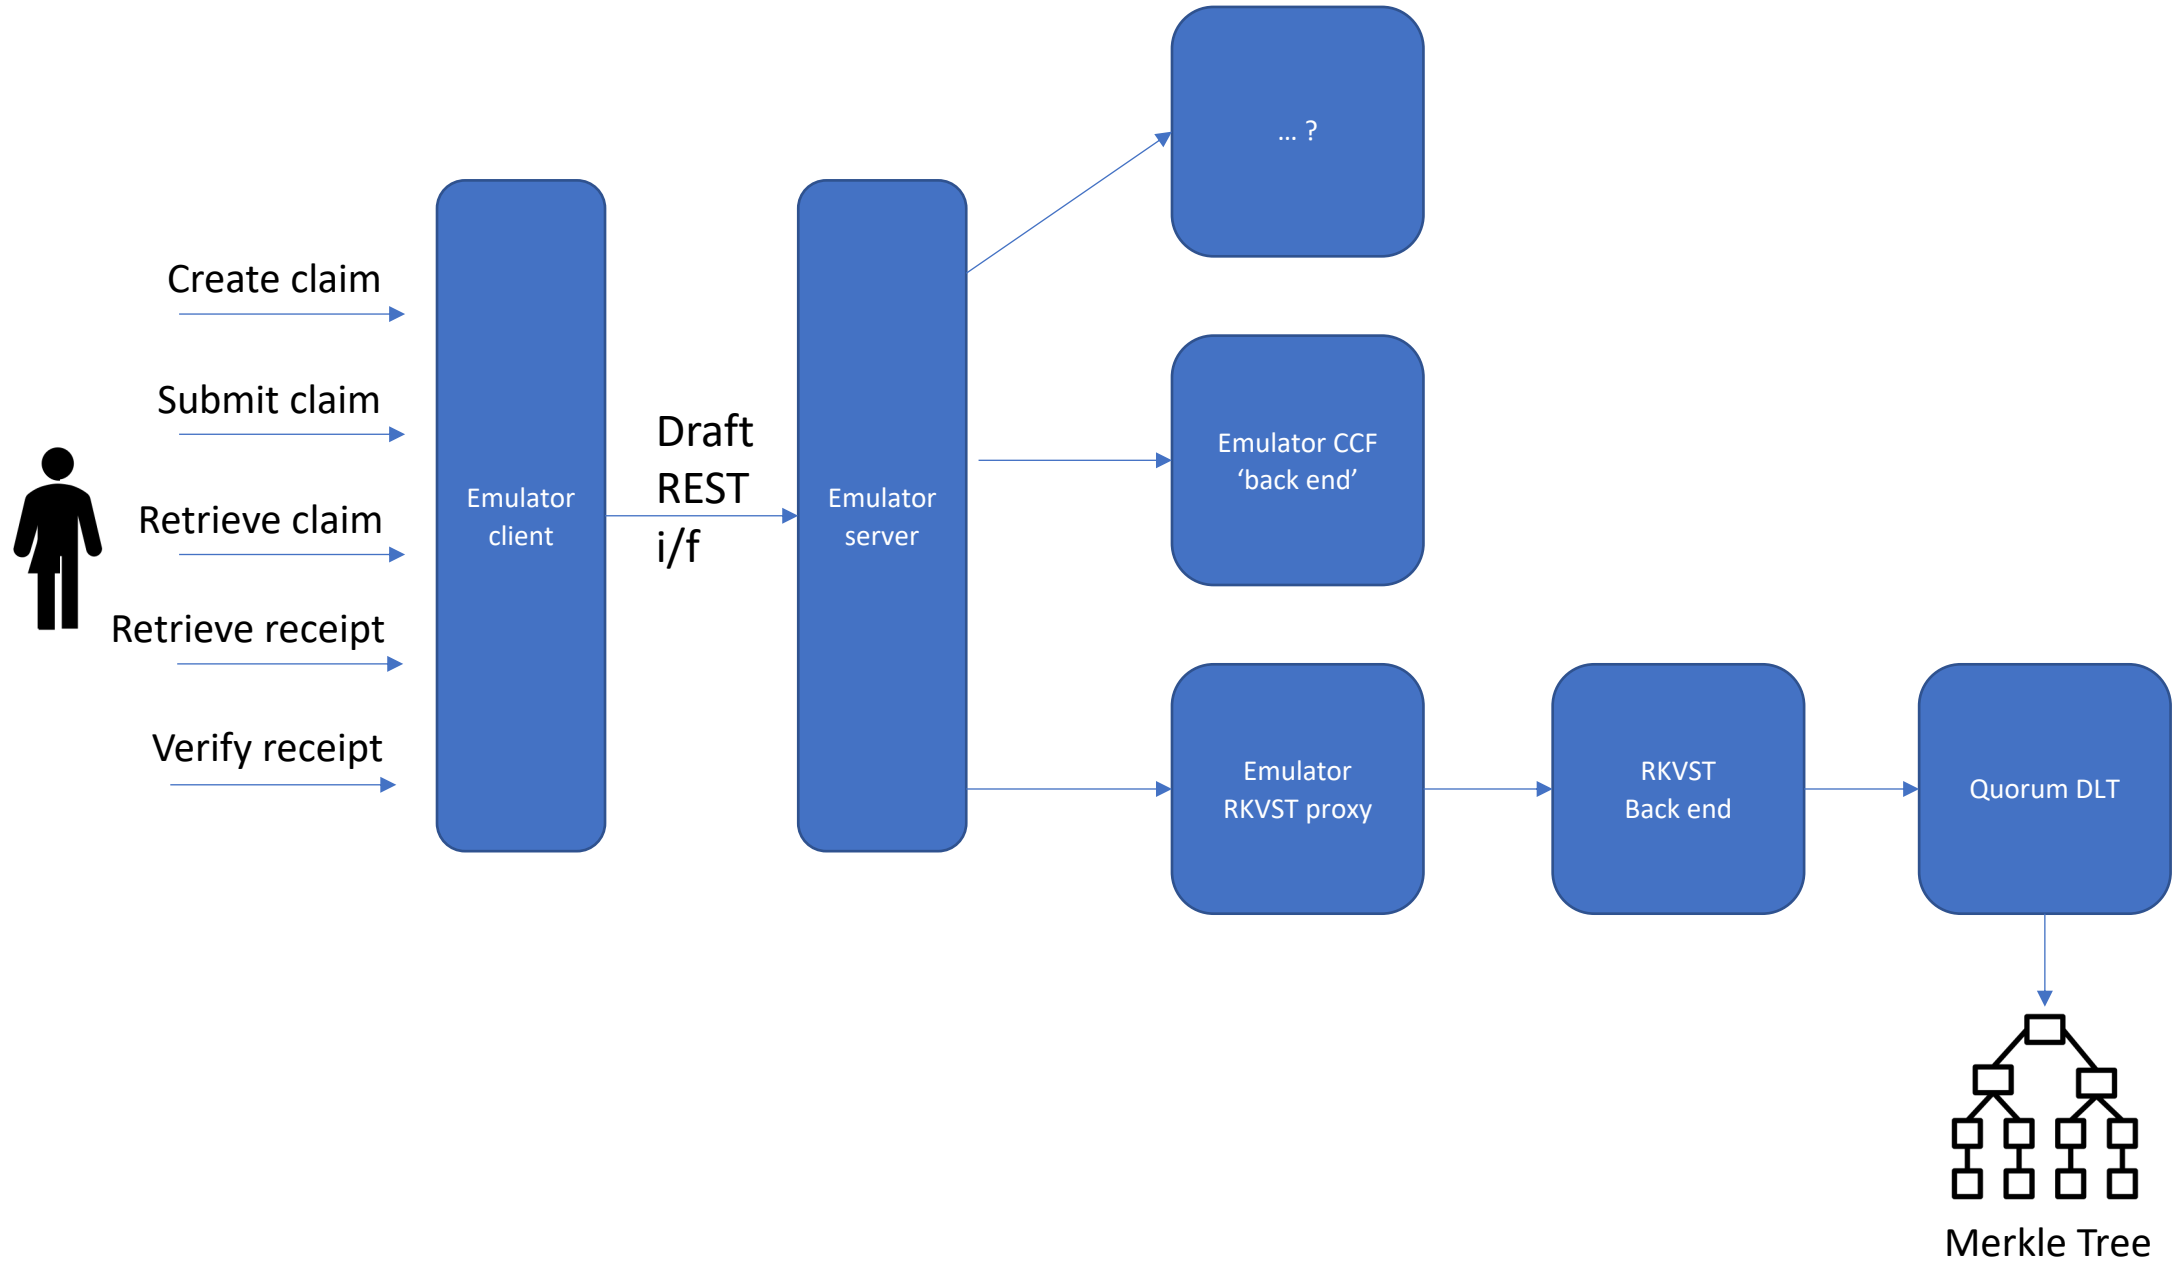 … ?
Create claim
Submit claim
Retrieve claim
Retrieve receipt
Verify receipt
Emulator
client
Draft
REST
i/f
Emulator
server
Emulator CCF
‘back end’
Emulator
RKVST proxy
RKVST
Back end
Quorum DLT
Merkle Tree